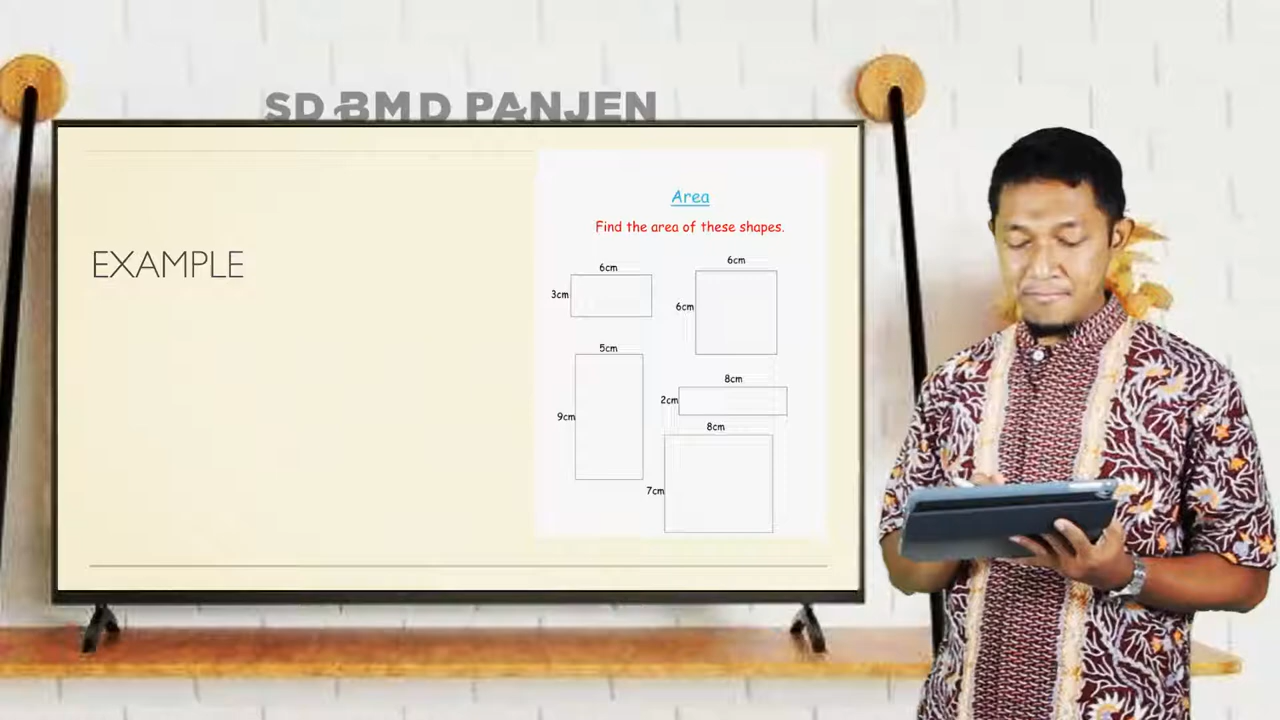 SD BMD PANJEN
EXAMPLE
Area
Find the area of these shapes.
6cm
3cm
6cm
6cm
5cm
9cm
8cm
2cm
8cm
7cm